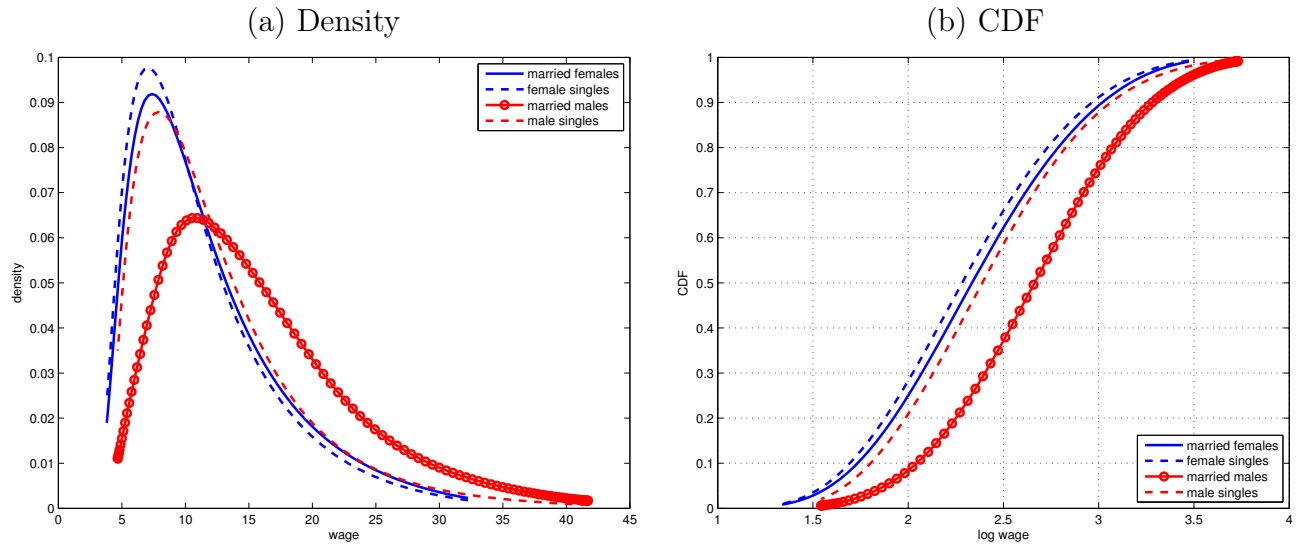 (a) Density
0.1
0.09
0.08
0.07
0.06
0.05
0.04
0.03
0.02
0.01
0
density
0 5 10 15 20 25 30 35 40 45
wage
married females
female singles
married males
male singles
(b) CDF
1
0.9
0.8
0.7
0.6
0.5
0.4
0.3
0.2
0.1
0
CDF
1 1.5 2 2.5 3 3.5 4
log wage
married females
female singles
married males
male singles